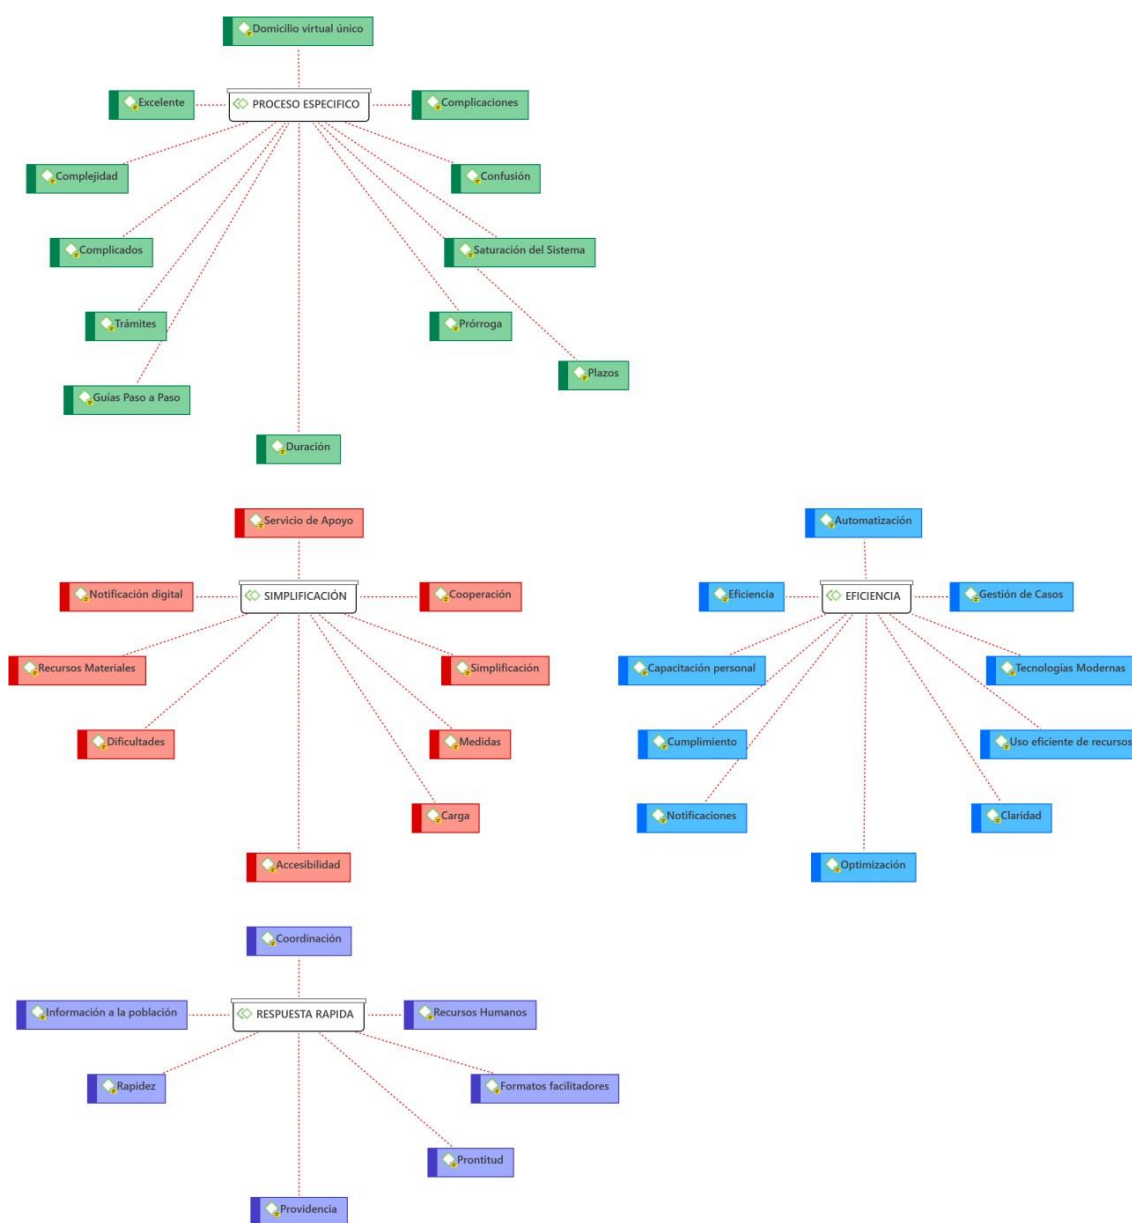 Domicilio virtual único
Excelente
PROCESO ESPECIFICO
Complicaciones
Complejidad
Confusión
Complicados
Saturación del Sistema
Trámites
Prórroga
Plazos
Guías Paso a Paso
Duración
Servicio de Apoyo
Notificación digital
SIMPLIFICACIÓN
Cooperación
Recursos Materiales
Simplificación
Dificultades
Medidas
Carga
Accesibilidad
Automatización
Eficiencia
EFICIENCIA
Gestión de Casos
Capacitación personal
Tecnologías Modernas
Cumplimiento
Uso eficiente de recursos
Notificaciones
Claridad
Optimización
Coordinación
Información a la población
RESPUESTA RAPIDA
Recursos Humanos
Rapidez
Formatos facilitadores
Prontitud
Providencia